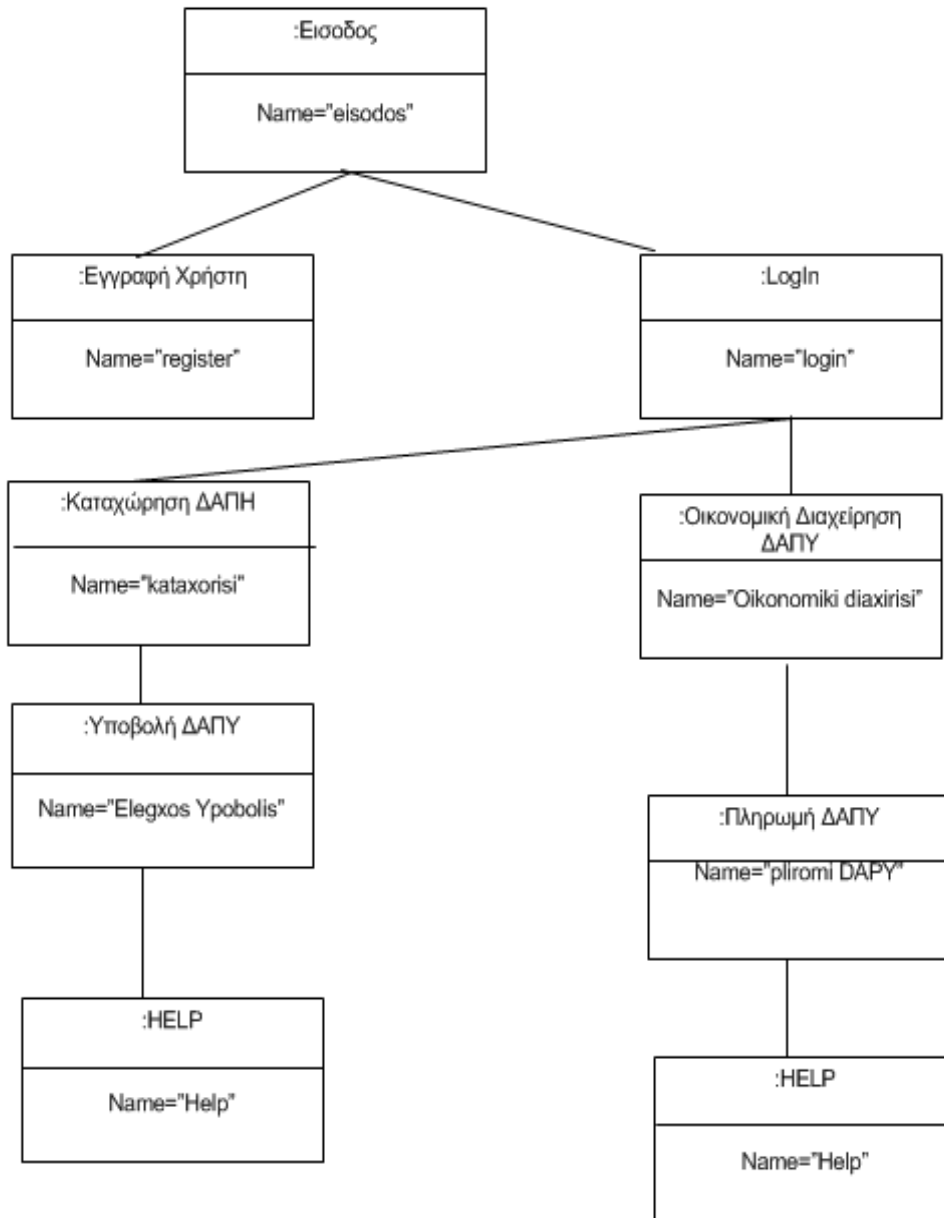 :Εισοδος
Name="eisodos"
:Εγγραφή Χρήστη
Name="register"
:LogIn
Name="login"
:Καταχώρηση ΔΑΠΗ
Name="kataxorisi"
:Οικονομική Διαχείρηση
ΔΑΠΥ
Name="Oikonomiki diaxirisi"
:Υποβολή ΔΑΠΥ
Name="Elegxos Ypobolis"
:Πληρωμή ΔΑΠΥ
Name="pliromi DAPY"
:HELP
Name="Help"
:HELP
Name="Help"